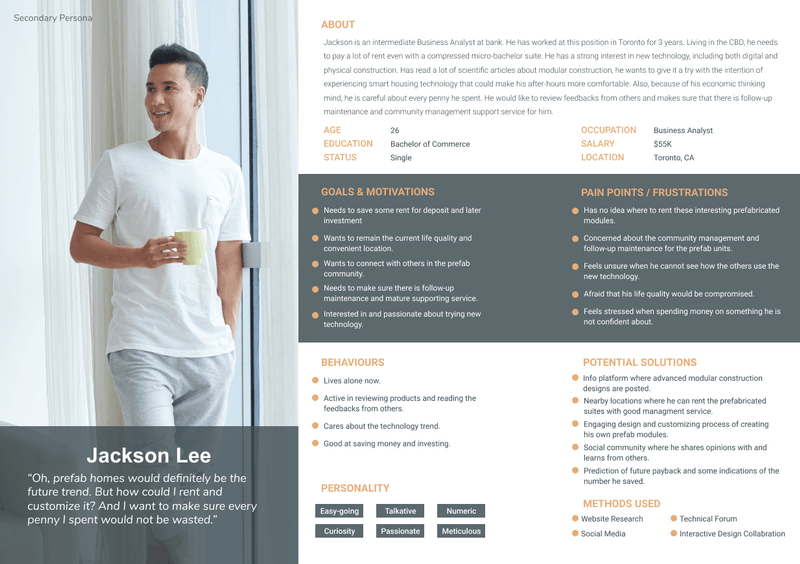 Secondary Persona
Jackson Lee
“Oh, prefab homes would definitely be the
future trend. But how could I rent and
customize it? And I want to make sure every
penny I spent would not be wasted.”
ABOUT
Jackson is an intermediate Business Analyst at bank. He has worked at this position in Toronto for 3 years. Living in the CBD, he needs
to pay a lot of rent even with a compressed micro-bachelor suite. He has a strong interest in new technology, including both digital and
physical construction. Has read a lot of scientific articles about modular construction, he wants to give it a try with the intention of
experiencing smart housing technology that could make his after-hours more comfortable. Also, because of his economic thinking
mind, he is careful about every penny he spent. He would like to review feedbacks from others and makes sure that there is follow-up
maintenance and community management support service for him.
AGE 26
EDUCATION Bachelor of Commerce
STATUS Single
OCCUPATION Business Analyst
SALARY $55K
LOCATION Toronto, CA
GOALS & MOTIVATIONS
Needs to save some rent for deposit and later
investment
Wants to remain the current life quality and
convenient location.
Wants to connect with others in the prefab
community.
Needs to make sure there is follow-up
maintenance and mature supporting service.
Interested in and passionate about trying new
technology.
PAIN POINTS / FRUSTRATIONS
Has no idea where to rent these interesting prefabricated
modules.
Concerned about the community management and
follow-up maintenance for the prefab units.
Feels unsure when he cannot see how the others use the
new technology.
Afraid that his life quality would be compromised.
Feels stressed when spending money on something he is
not confident about.
BEHAVIOURS
Lives alone now.
Active in reviewing products and reading the
feedbacks from others.
Cares about the technology trend.
Good at saving money and investing.
PERSONALITY
Easy-going Talkative Numeric
Curiosity Passionate Meticulous
POTENTIAL SOLUTIONS
Info platform where advanced modular construction
designs are posted.
Nearby locations where he can rent the prefabricated
suites with good managment service.
Engaging design and customizing process of creating
his own prefab modules.
Social community where he shares opinions with and
learns from others.
Prediction of future payback and some indications of the
number he saved.
METHODS USED
Website Research Technical Forum
Social Media Interactive Design Collabration